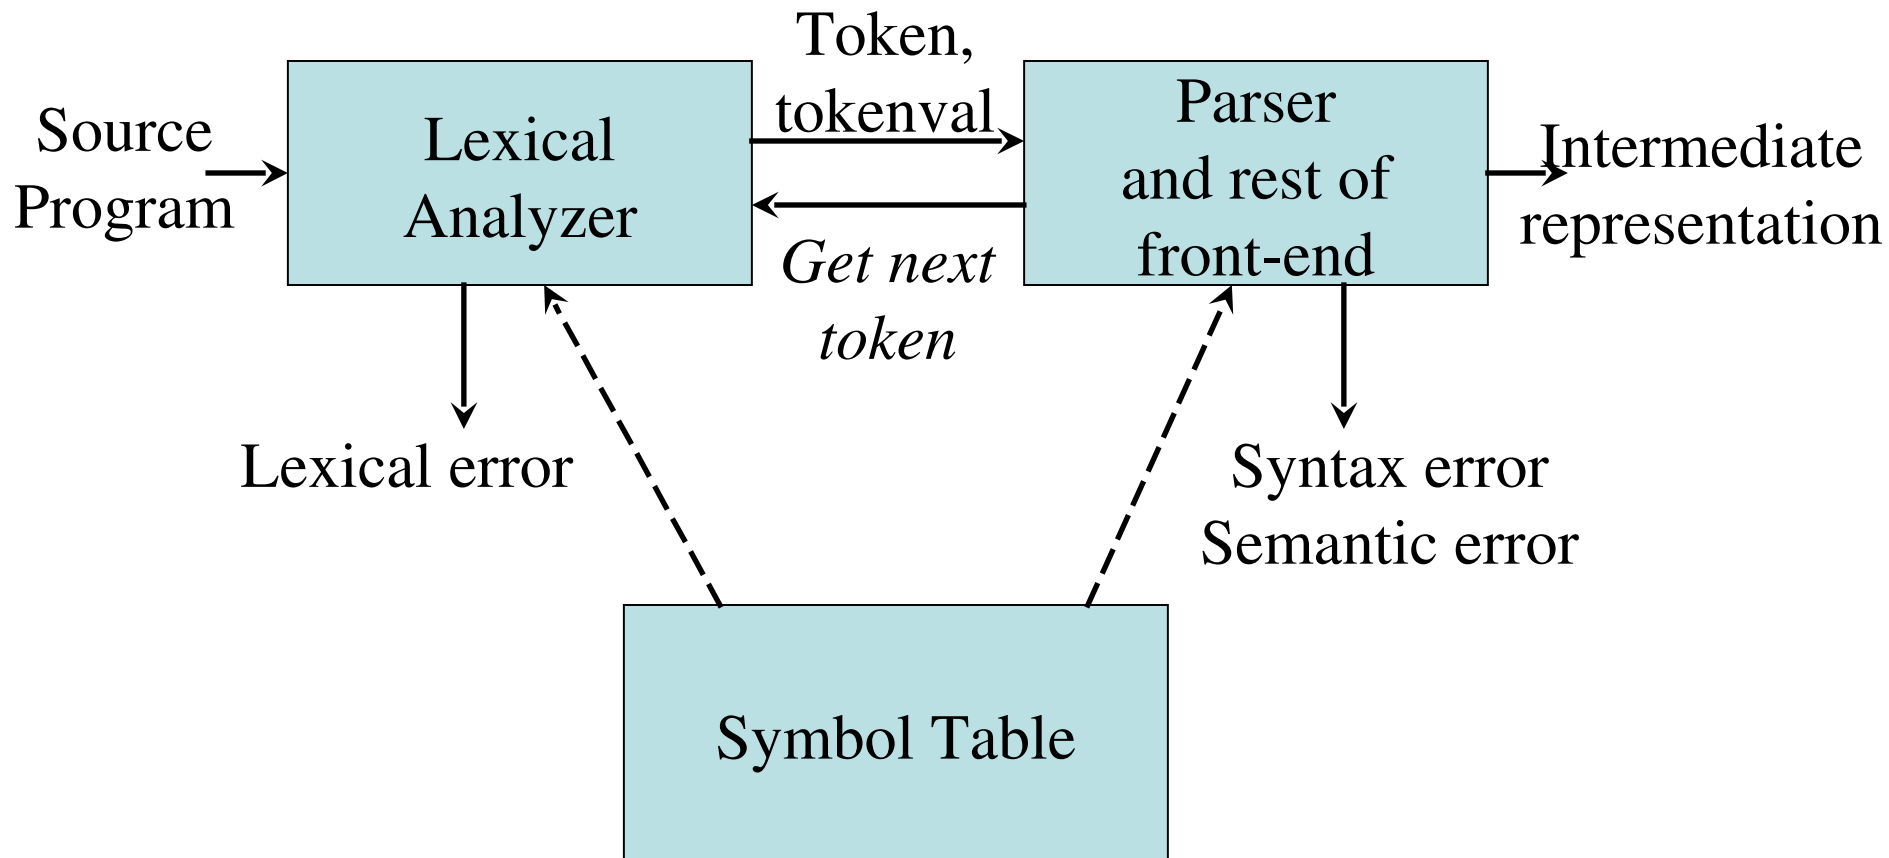 Source
Program
Lexical
Analyzer
Token,
tokenval
Get next
token
Parser
and rest of
front-end
Intermediate
representation
Lexical error
Syntax error
Semantic error
Symbol Table